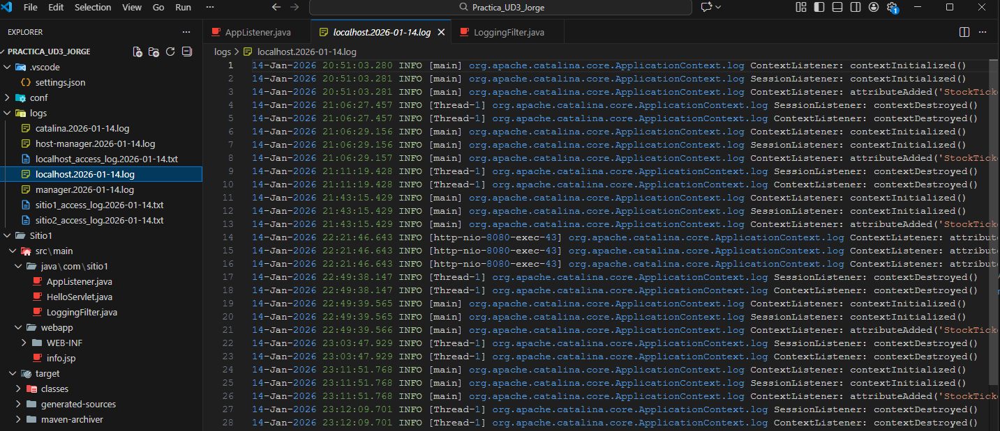 File Edit Selection View Go Run ··· Practica_UD3_Jorge 1
EXPLORER ···
PRACTICA_UD3_JORGE
.vscode
settings.json
conf
logs
catalina.2026-01-14.log
host-manager.2026-01-14.log
localhost_access_log.2026-01-14.txt
localhost.2026-01-14.log
manager.2026-01-14.log
sitio1_access_log.2026-01-14.txt
sitio2_access_log.2026-01-14.txt
Sitio1
src\main
java\com\sitio1
AppListener.java
HelloServlet.java
LoggingFilter.java
webapp
WEB-INF
info.jsp
target
classes
generated-sources
maven-archiver
AppListener.java localhost.2026-01-14.log LoggingFilter.java ···
logs > localhost.2026-01-14.log
1 14-Jan-2026 20:51:03.280 INFO [main] org.apache.catalina.core.ApplicationContext.log ContextListener: contextInitialized()
2 14-Jan-2026 20:51:03.281 INFO [main] org.apache.catalina.core.ApplicationContext.log SessionListener: contextInitialized()
3 14-Jan-2026 20:51:03.281 INFO [main] org.apache.catalina.core.ApplicationContext.log ContextListener: attributeAdded('StockTick
4 14-Jan-2026 21:06:27.457 INFO [Thread-1] org.apache.catalina.core.ApplicationContext.log SessionListener: contextDestroyed()
5 14-Jan-2026 21:06:27.457 INFO [Thread-1] org.apache.catalina.core.ApplicationContext.log ContextListener: contextDestroyed()
6 14-Jan-2026 21:06:29.156 INFO [main] org.apache.catalina.core.ApplicationContext.log ContextListener: contextInitialized()
7 14-Jan-2026 21:06:29.156 INFO [main] org.apache.catalina.core.ApplicationContext.log SessionListener: contextInitialized()
8 14-Jan-2026 21:06:29.157 INFO [main] org.apache.catalina.core.ApplicationContext.log ContextListener: attributeAdded('StockTick
9 14-Jan-2026 21:11:19.428 INFO [Thread-1] org.apache.catalina.core.ApplicationContext.log SessionListener: contextDestroyed()
10 14-Jan-2026 21:11:19.428 INFO [Thread-1] org.apache.catalina.core.ApplicationContext.log ContextListener: contextDestroyed()
11 14-Jan-2026 21:43:15.429 INFO [main] org.apache.catalina.core.ApplicationContext.log ContextListener: contextInitialized()
12 14-Jan-2026 21:43:15.429 INFO [main] org.apache.catalina.core.ApplicationContext.log SessionListener: contextInitialized()
13 14-Jan-2026 21:43:15.429 INFO [main] org.apache.catalina.core.ApplicationContext.log ContextListener: attributeAdded('StockTick
14 14-Jan-2026 22:21:46.643 INFO [http-nio-8080-exec-43] org.apache.catalina.core.ApplicationContext.log ContextListener: attribut
15 14-Jan-2026 22:21:46.643 INFO [http-nio-8080-exec-43] org.apache.catalina.core.ApplicationContext.log ContextListener: attribut
16 14-Jan-2026 22:21:46.643 INFO [http-nio-8080-exec-43] org.apache.catalina.core.ApplicationContext.log ContextListener: attribut
17 14-Jan-2026 22:49:38.147 INFO [Thread-1] org.apache.catalina.core.ApplicationContext.log SessionListener: contextDestroyed()
18 14-Jan-2026 22:49:38.147 INFO [Thread-1] org.apache.catalina.core.ApplicationContext.log ContextListener: contextDestroyed()
19 14-Jan-2026 22:49:39.565 INFO [main] org.apache.catalina.core.ApplicationContext.log ContextListener: contextInitialized()
20 14-Jan-2026 22:49:39.565 INFO [main] org.apache.catalina.core.ApplicationContext.log SessionListener: contextInitialized()
21 14-Jan-2026 22:49:39.566 INFO [main] org.apache.catalina.core.ApplicationContext.log ContextListener: attributeAdded('StockTick
22 14-Jan-2026 23:03:47.929 INFO [Thread-1] org.apache.catalina.core.ApplicationContext.log SessionListener: contextDestroyed()
23 14-Jan-2026 23:03:47.929 INFO [Thread-1] org.apache.catalina.core.ApplicationContext.log ContextListener: contextDestroyed()
24 14-Jan-2026 23:11:51.768 INFO [main] org.apache.catalina.core.ApplicationContext.log ContextListener: contextInitialized()
25 14-Jan-2026 23:11:51.768 INFO [main] org.apache.catalina.core.ApplicationContext.log SessionListener: contextInitialized()
26 14-Jan-2026 23:11:51.768 INFO [main] org.apache.catalina.core.ApplicationContext.log ContextListener: attributeAdded('StockTick
27 14-Jan-2026 23:12:09.701 INFO [Thread-1] org.apache.catalina.core.ApplicationContext.log SessionListener: contextDestroyed()
28 14-Jan-2026 23:12:09.701 INFO [Thread-1] org.apache.catalina.core.ApplicationContext.log ContextListener: contextDestroyed()